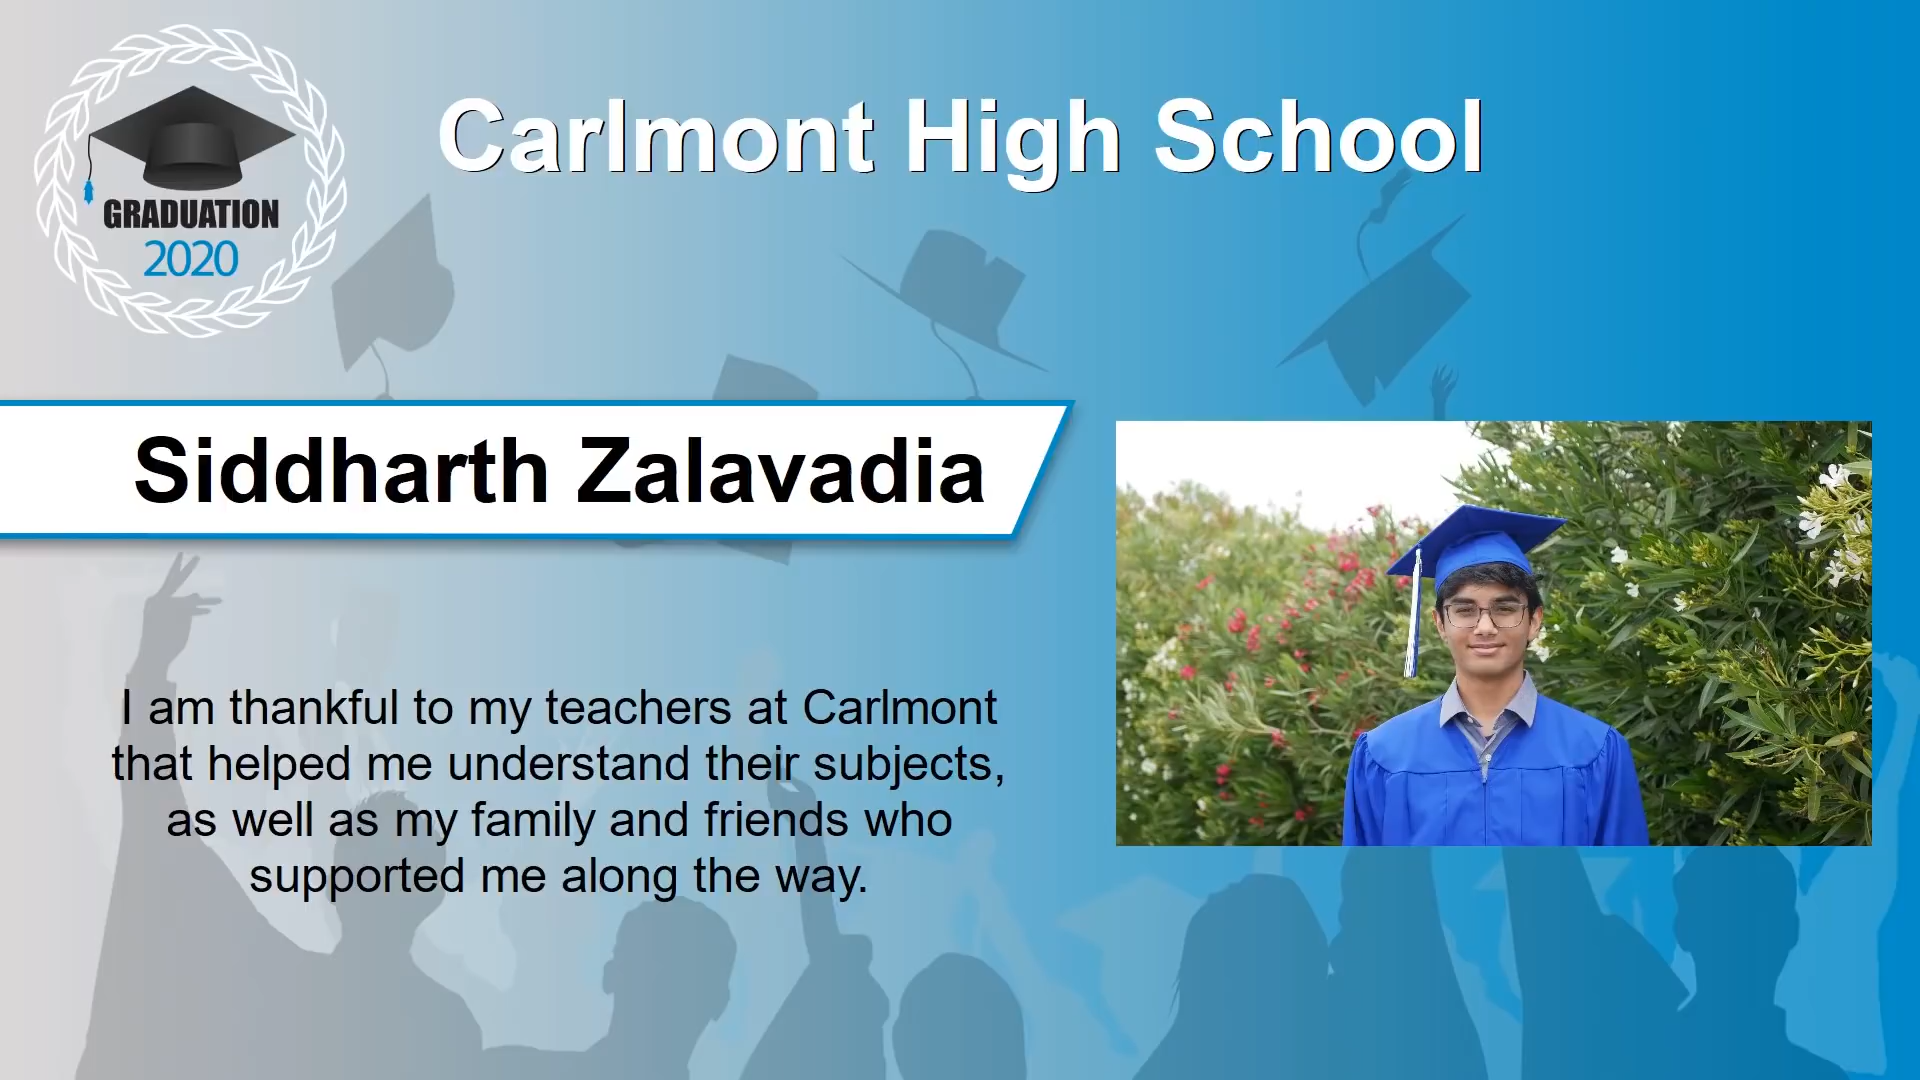 GRADUATION
2020
Carlmont High School
Siddharth Zalavadia
I am thankful to my teachers at Carlmont
that helped me understand their subjects,
as well as my family and friends who
supported me along the way.